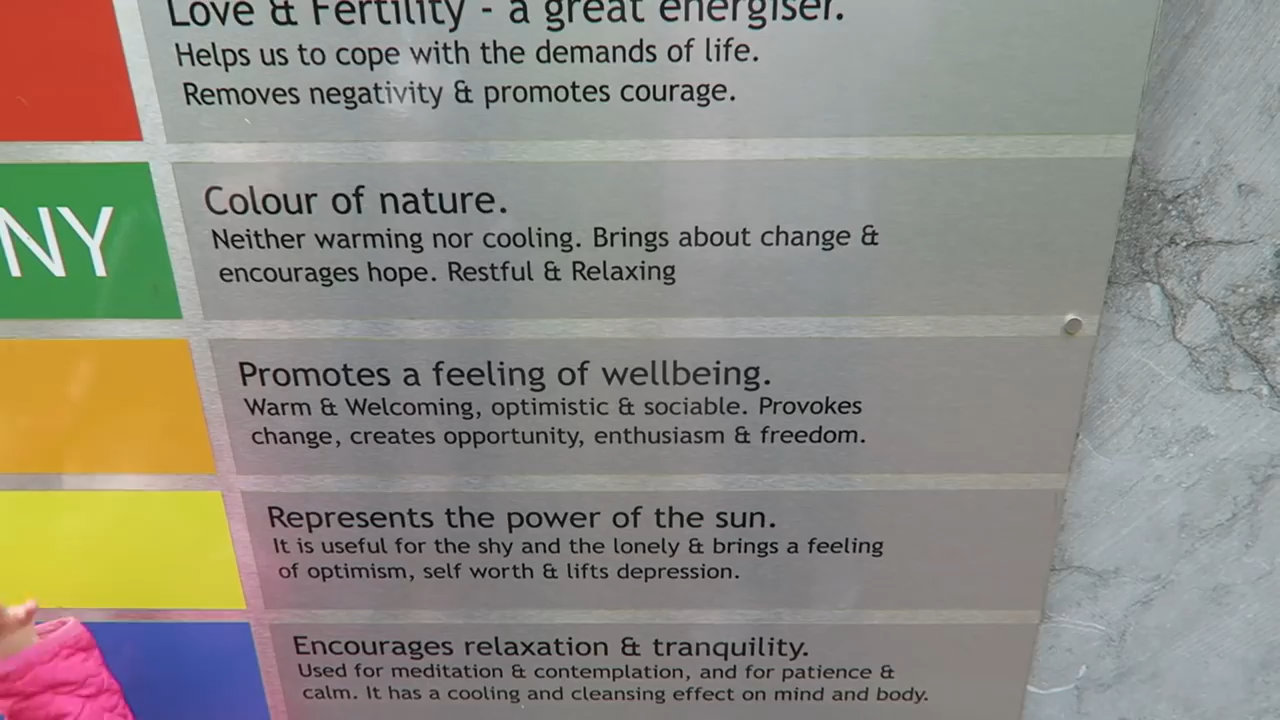 Love & Fertility - a great energiser.
Helps us to cope with the demands of life.
Removes negativity & promotes courage.
NY
Colour of nature.
Neither warming nor cooling. Brings about change &
encourages hope. Restful & Relaxing
Promotes a feeling of wellbeing.
Warm & Welcoming, optimistic & sociable. Provokes
change, creates opportunity, enthusiasm & freedom.
Represents the power of the sun.
It is useful for the shy and the lonely & brings a feeling
of optimism, self worth & lifts depression.
Encourages relaxation & tranquility.
Used for meditation & contemplation, and for patience &
calm. It has a cooling and cleansing effect on mind and body.